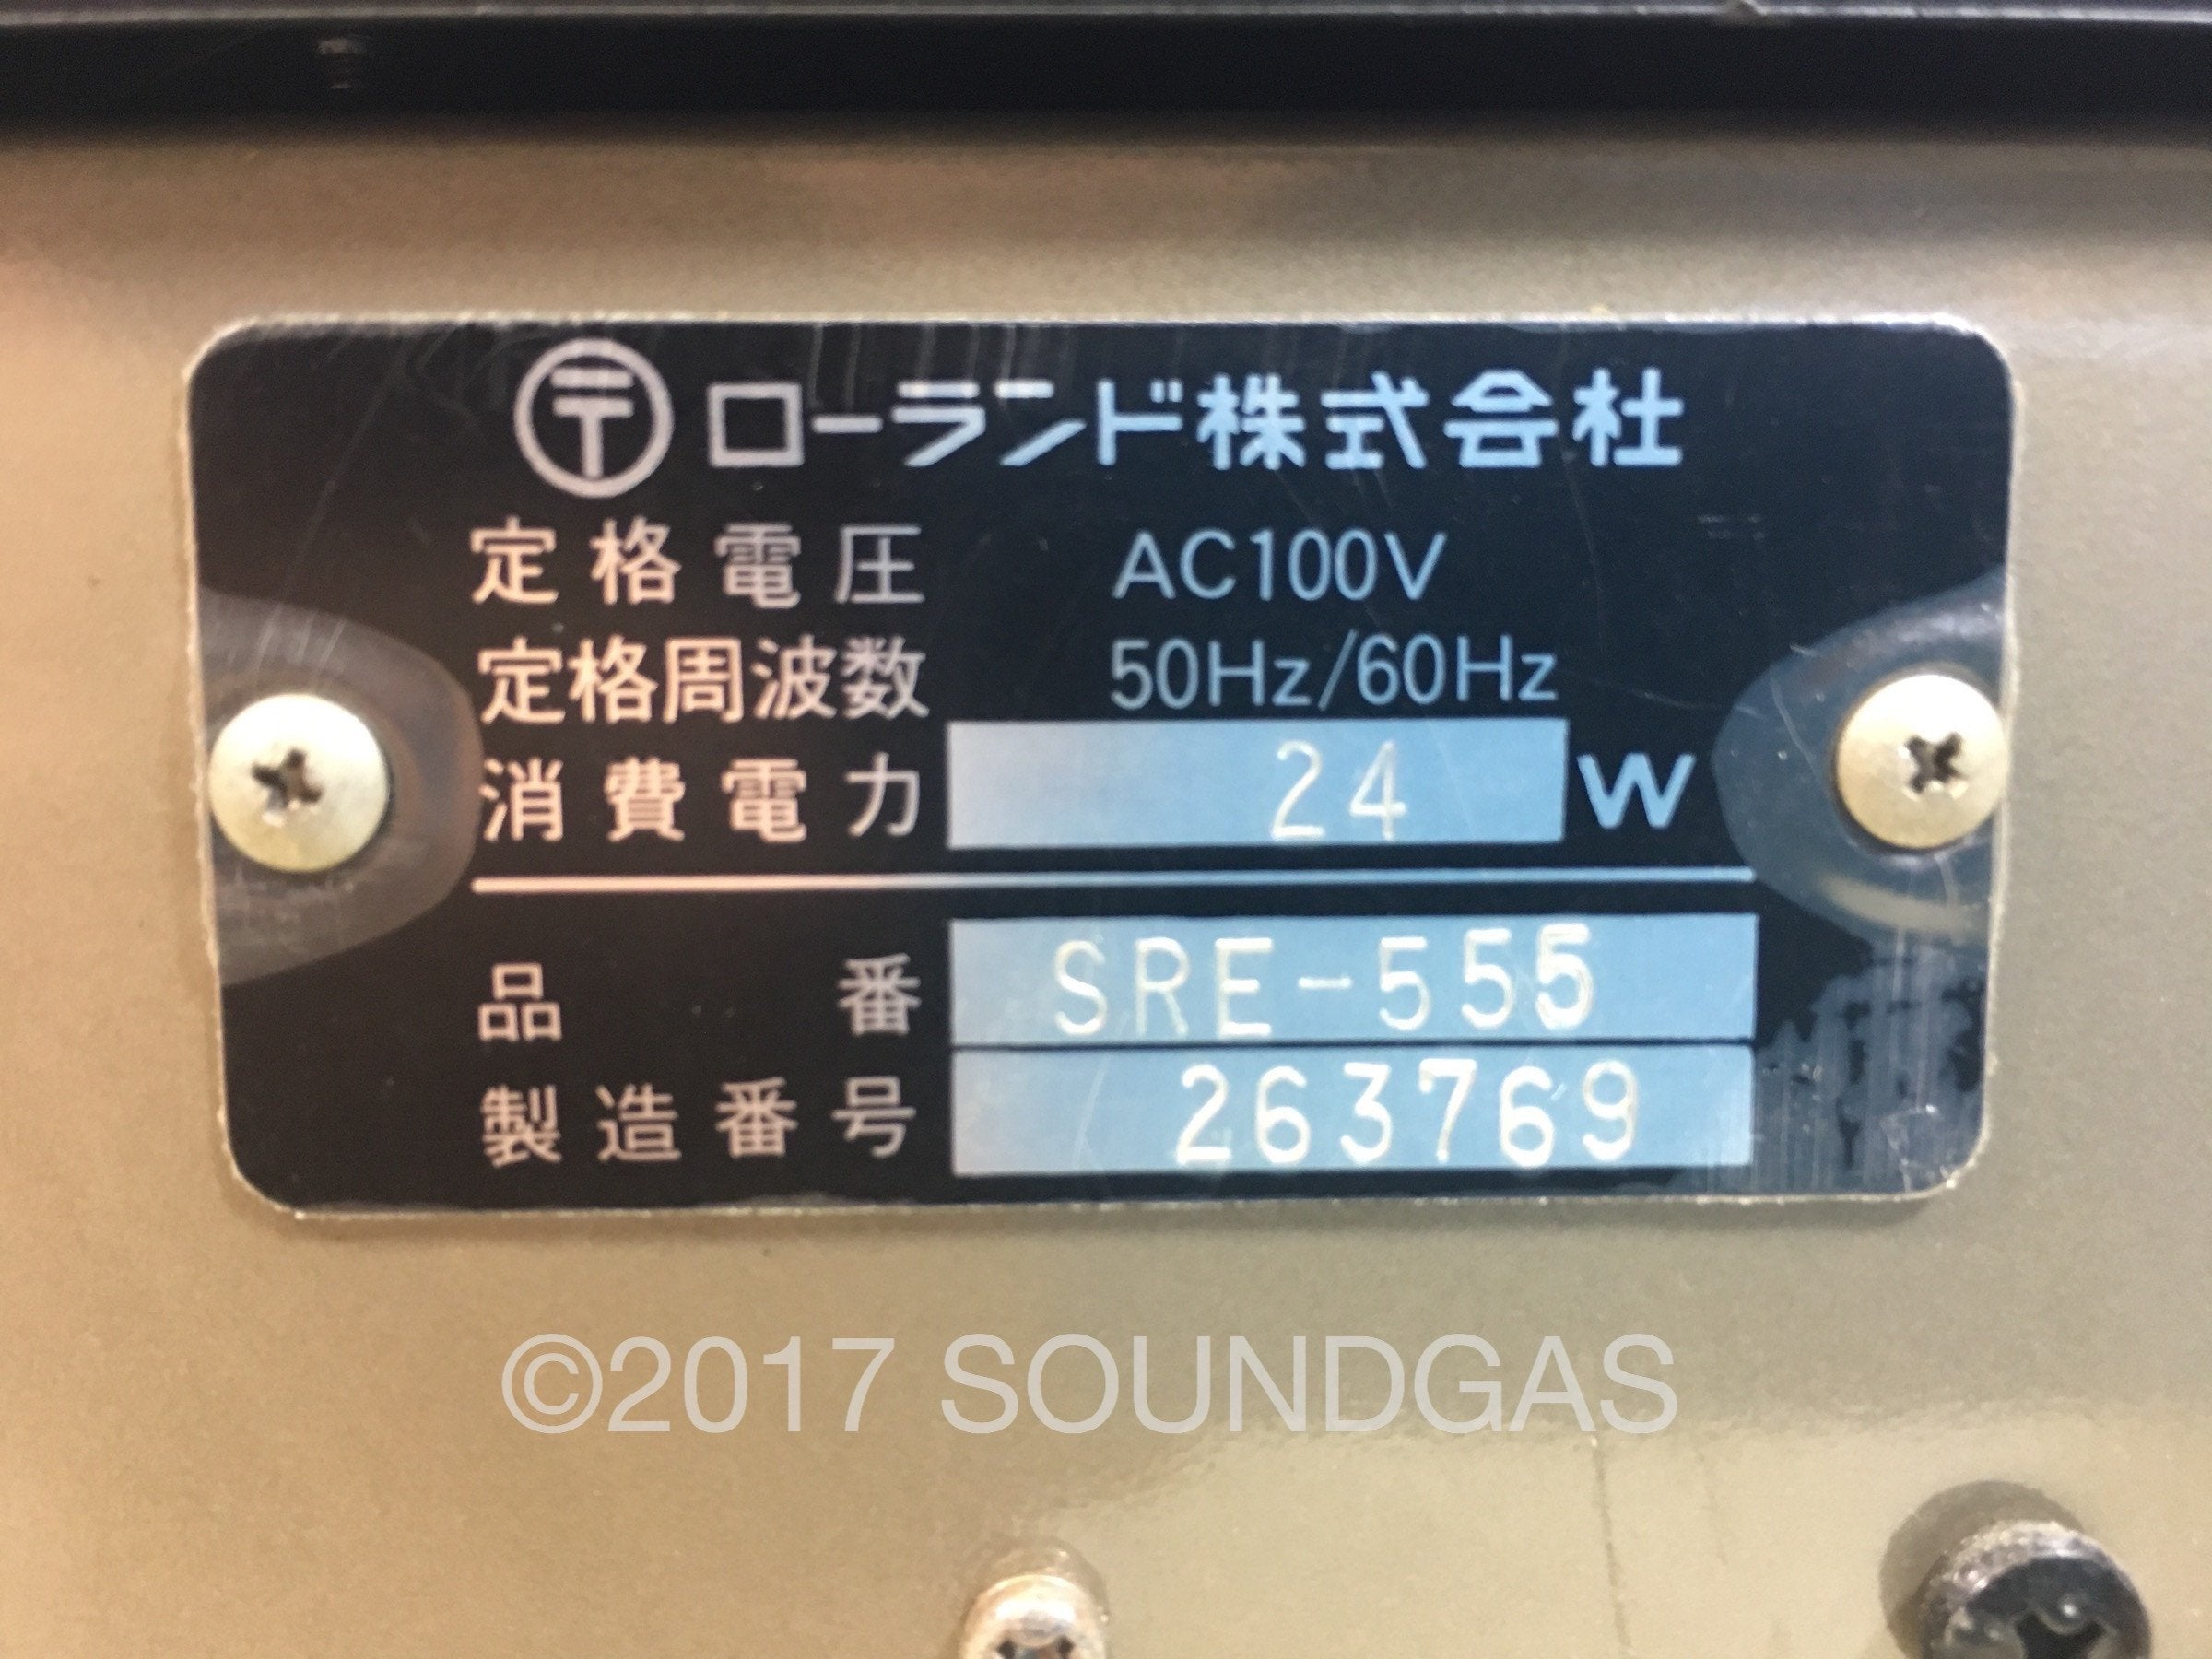 〒 ローランド株式会社
定格電圧 AC100V
定格周波数 50Hz/60Hz
消費電力 24 W
品番 SRE-555
製造番号 263769
©2017 SOUNDGAS